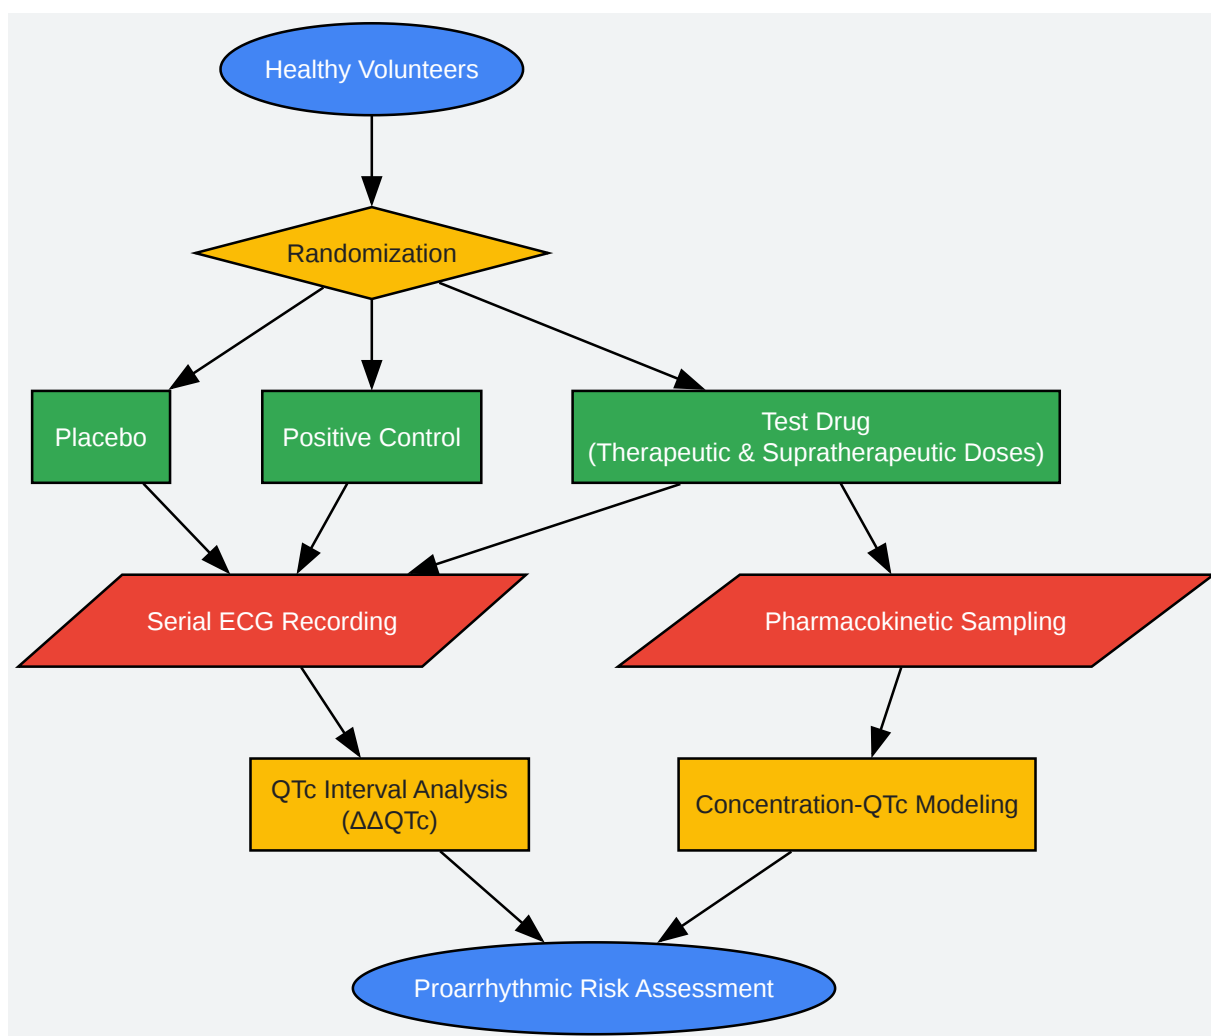 Healthy Volunteers
Randomization
Placebo
Positive Control
Test Drug
(Therapeutic & Supratherapeutic Doses)
Serial ECG Recording
Pharmacokinetic Sampling
QTc Interval Analysis
(ΔΔQTc)
Concentration-QTc Modeling
Proarrhythmic Risk Assessment